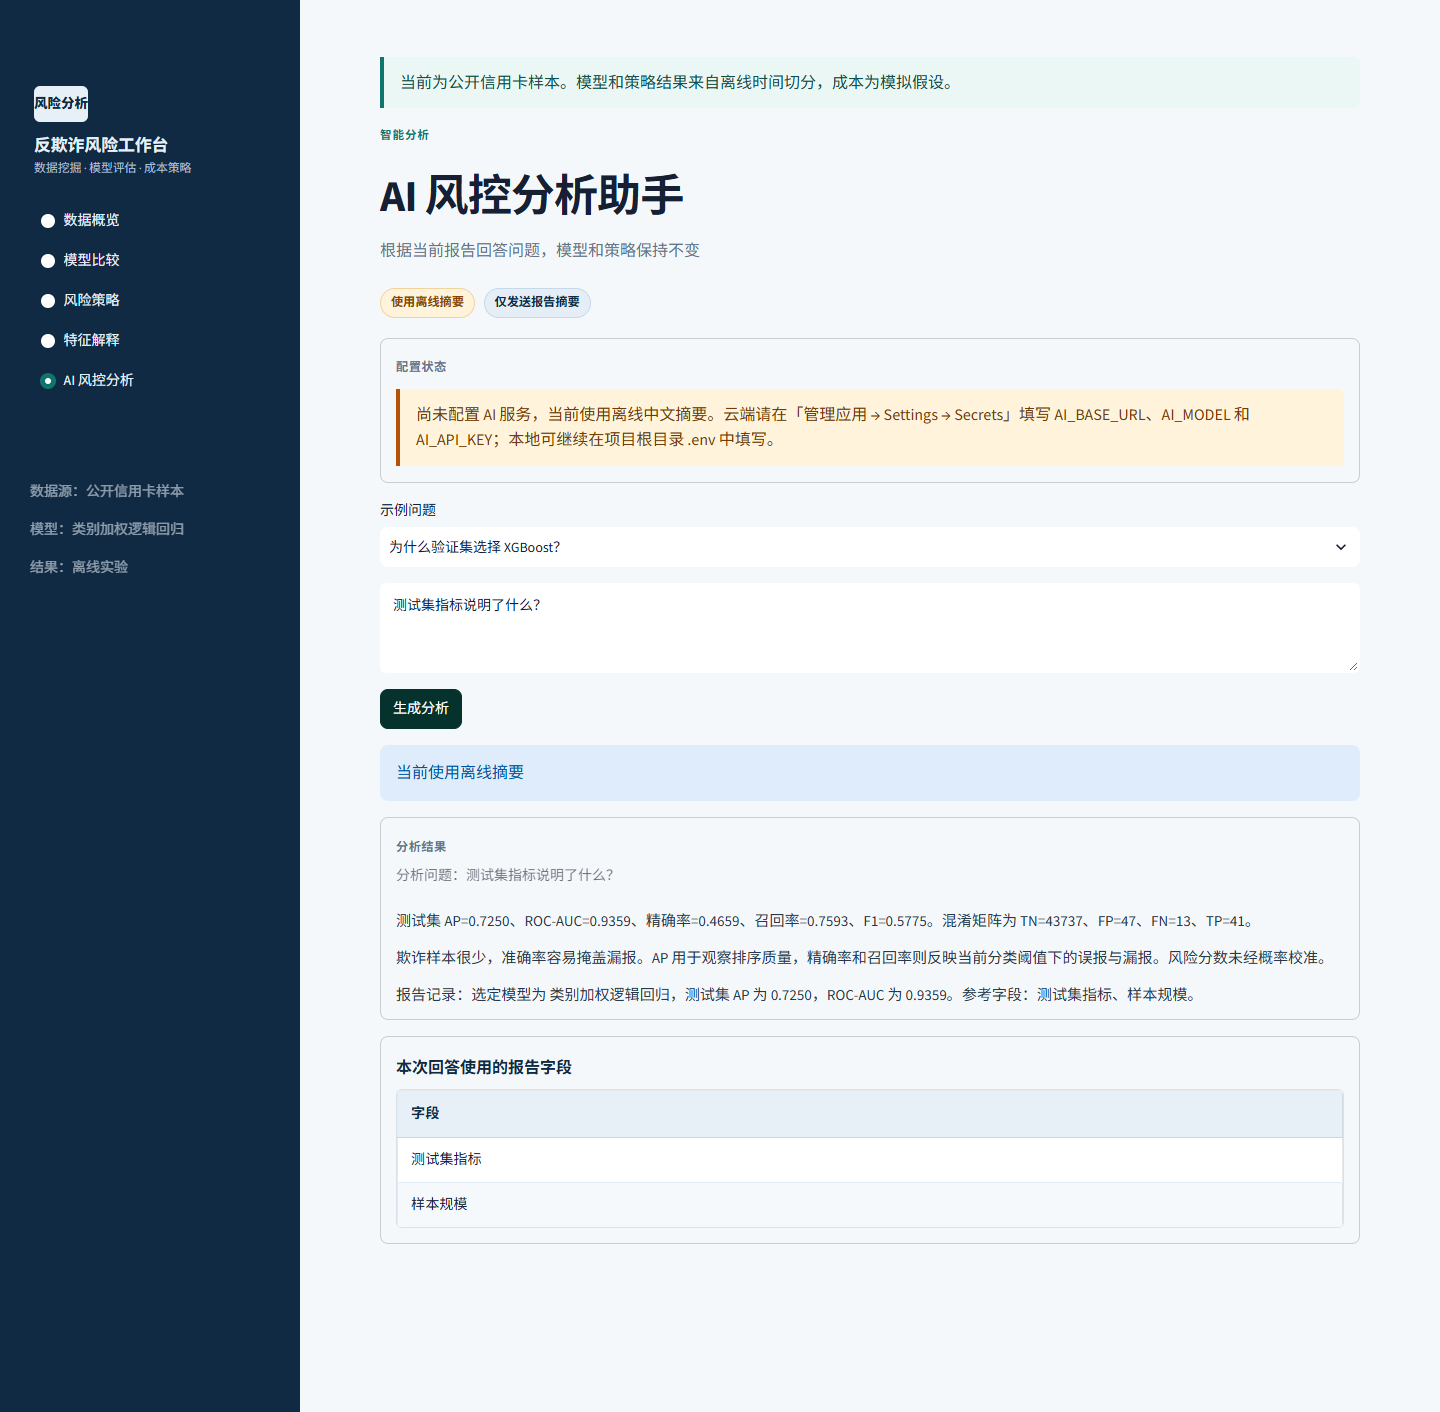 风险分析
反欺诈风险工作台
数据挖掘 · 模型评估 · 成本策略
数据概览
模型比较
风险策略
特征解释
AI 风控分析
数据源：公开信用卡样本
模型：类别加权逻辑回归
结果：离线实验
当前为公开信用卡样本。模型和策略结果来自离线时间切分，成本为模拟假设。
智能分析
AI 风控分析助手
根据当前报告回答问题，模型和策略保持不变
使用离线摘要
仅发送报告摘要
配置状态
尚未配置 AI 服务，当前使用离线中文摘要。云端请在「管理应用 → Settings → Secrets」填写 AI_BASE_URL、AI_MODEL 和
AI_API_KEY；本地可继续在项目根目录 .env 中填写。
示例问题
为什么验证集选择 XGBoost？
测试集指标说明了什么？
生成分析
当前使用离线摘要
分析结果
分析问题：测试集指标说明了什么？
测试集 AP=0.7250、ROC-AUC=0.9359、精确率=0.4659、召回率=0.7593、F1=0.5775。混淆矩阵为 TN=43737、FP=47、FN=13、TP=41。
欺诈样本很少，准确率容易掩盖漏报。AP 用于观察排序质量，精确率和召回率则反映当前分类阈值下的误报与漏报。风险分数未经概率校准。
报告记录：选定模型为 类别加权逻辑回归，测试集 AP 为 0.7250，ROC-AUC 为 0.9359。参考字段：测试集指标、样本规模。
本次回答使用的报告字段
字段
测试集指标
样本规模